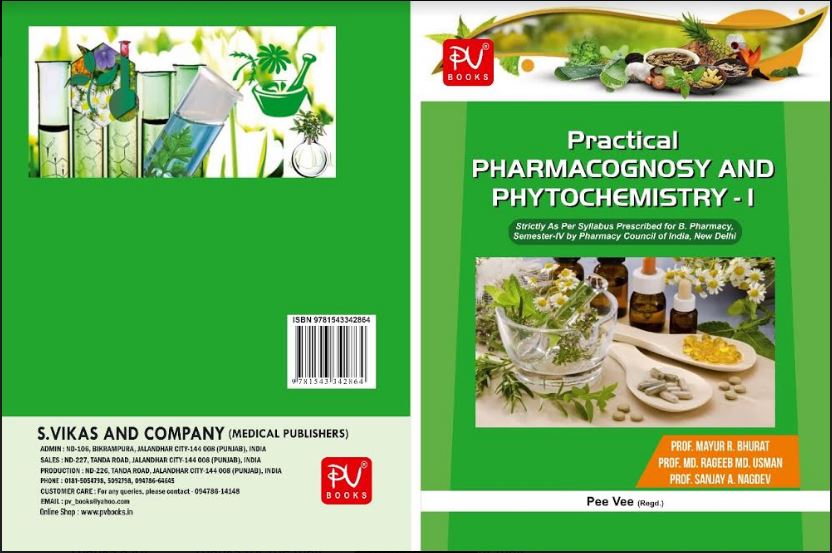 ISBN 9781543342864
9 781543 342864
S.VIKAS AND COMPANY (MEDICAL PUBLISHERS)
ADMIN : ND-106, BIKRAMPURA, JALANDHAR CITY-144 008 (PUNJAB), INDIA
SALES : ND-227, TANDA ROAD, JALANDHAR CITY-144 008 (PUNJAB), INDIA
PRODUCTION : ND-226, TANDA ROAD, JALANDHAR CITY-144 008 (PUNJAB), INDIA
PHONE : 0181-5054798, 5092798, 094786-64645
CUSTOMER CARE : For any queries, please contact - 094786-14148
EMAIL : pv_books@yahoo.com
Online Shop : www.pvbooks.in
PV
BOOKS
PV®
BOOKS
Practical
PHARMACOGNOSY AND
PHYTOCHEMISTRY - I
Strictly As Per Syllabus Prescribed for B. Pharmacy,
Semester-IV by Pharmacy Council of India, New Delhi
PROF. MAYUR R. BHURAT
PROF. MD. RAGEEB MD. USMAN
PROF. SANJAY A. NAGDEV
Pee Vee (Regd.)